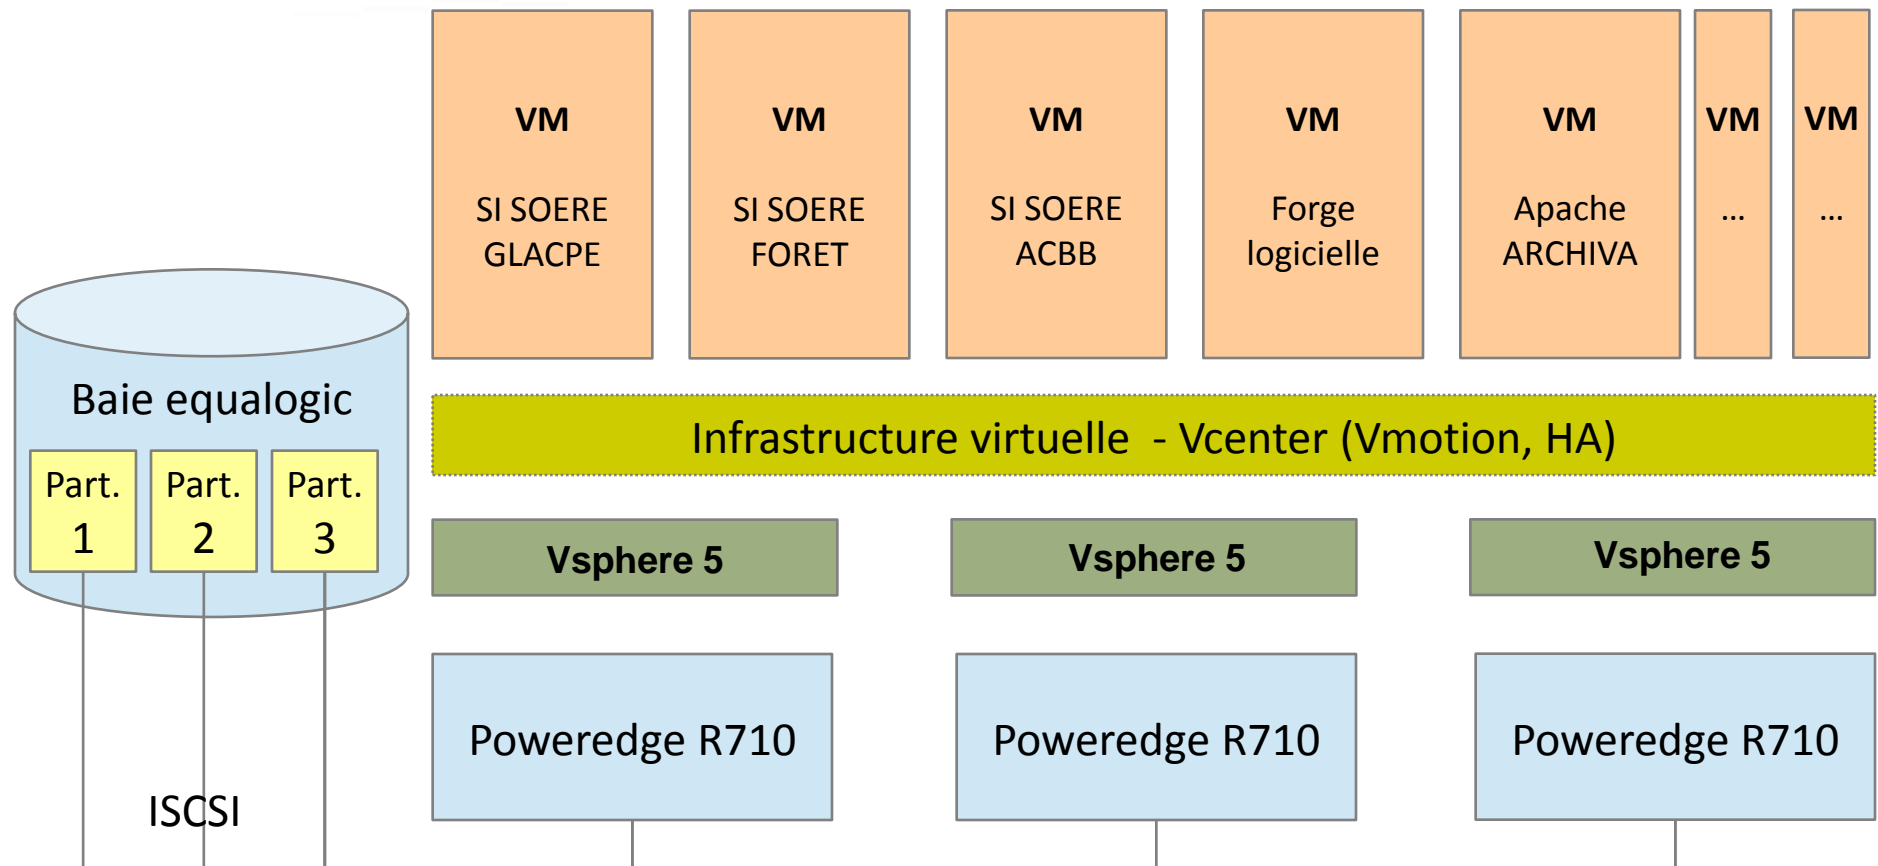 VM
SI SOERE
GLACPE
VM
SI SOERE
FORET
VM
SI SOERE
ACBB
VM
Forge
logicielle
VM
Apache
ARCHIVA
VM
...
VM
...
Baie equalogic
Part.
1
Part.
2
Part.
3
Infrastructure virtuelle - Vcenter (Vmotion, HA)
Vsphere 5
Vsphere 5
Vsphere 5
Poweredge R710
Poweredge R710
Poweredge R710
ISCSI